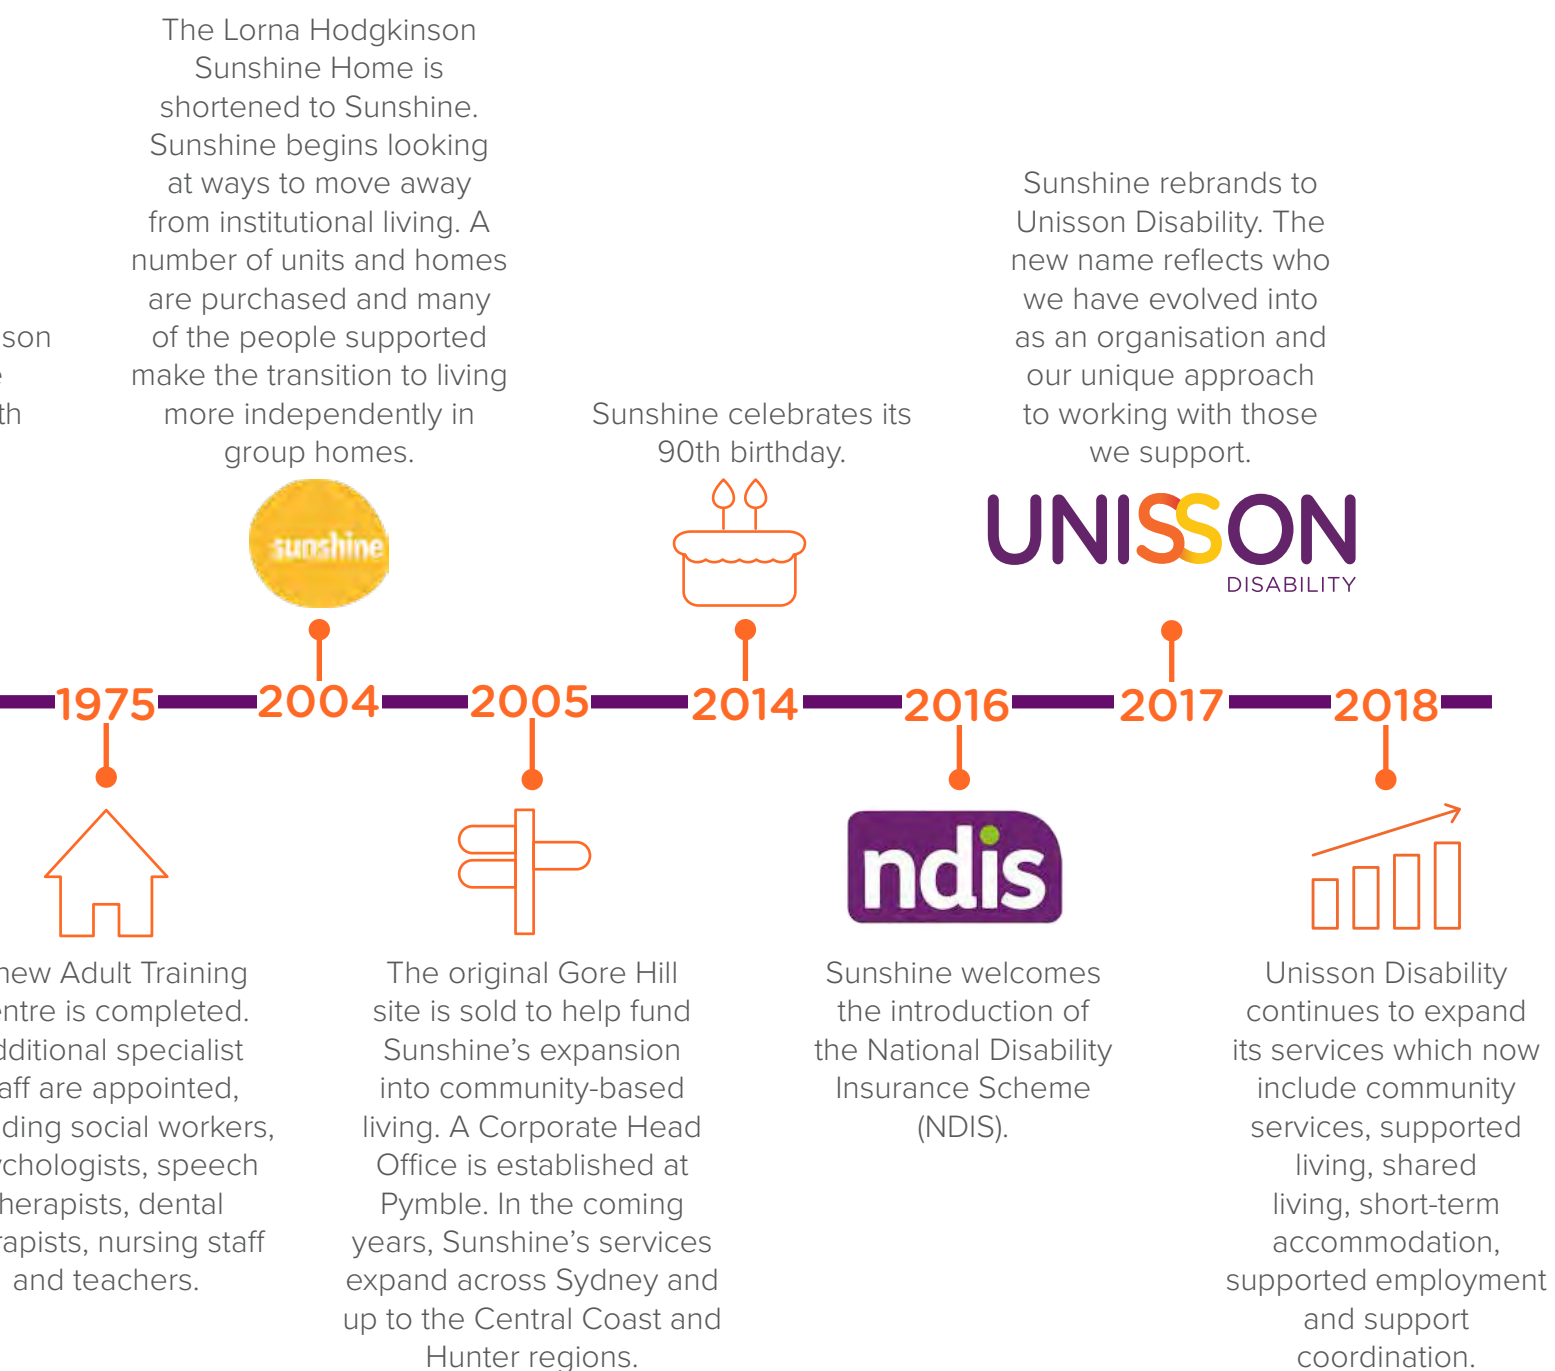 son
e
th
The Lorna Hodgkinson
Sunshine Home is
shortened to Sunshine.
Sunshine begins looking
at ways to move away
from institutional living. A
number of units and homes
are purchased and many
of the people supported
make the transition to living
more independently in
group homes.
sunshine
Sunshine celebrates its
90th birthday.
Sunshine rebrands to
Unisson Disability. The
new name reflects who
we have evolved into
as an organisation and
our unique approach
to working with those
we support.
UNISSON
DISABILITY
1975 2004 2005 2014 2016 2017 2018
new Adult Training
entre is completed.
dditional specialist
aff are appointed,
ding social workers,
chologists, speech
herapists, dental
rapists, nursing staff
and teachers.
The original Gore Hill
site is sold to help fund
Sunshine’s expansion
into community-based
living. A Corporate Head
Office is established at
Pymble. In the coming
years, Sunshine’s services
expand across Sydney and
up to the Central Coast and
Hunter regions.
ndis
Sunshine welcomes
the introduction of
the National Disability
Insurance Scheme
(NDIS).
Unisson Disability
continues to expand
its services which now
include community
services, supported
living, shared
living, short-term
accommodation,
supported employment
and support
coordination.